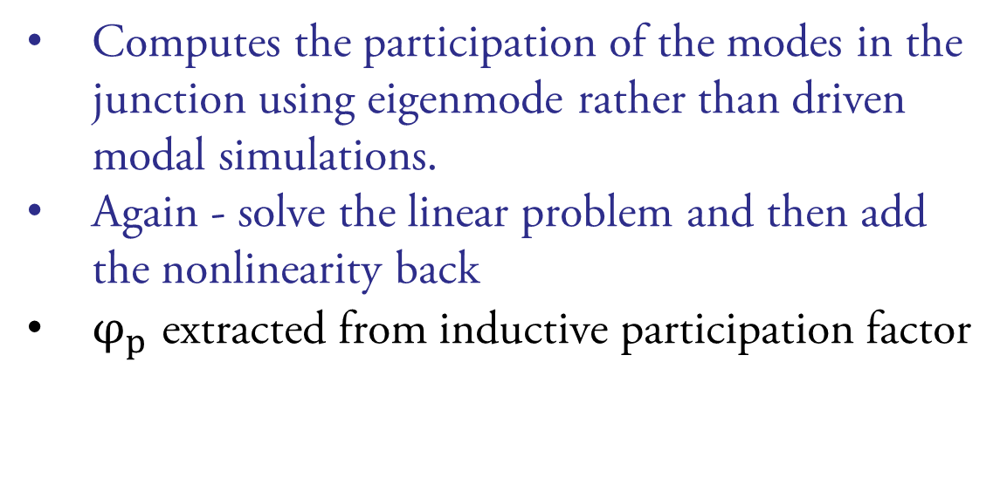 • Computes the participation of the modes in the
junction using eigenmode rather than driven
modal simulations.
• Again - solve the linear problem and then add
the nonlinearity back
• φₚ extracted from inductive participation factor